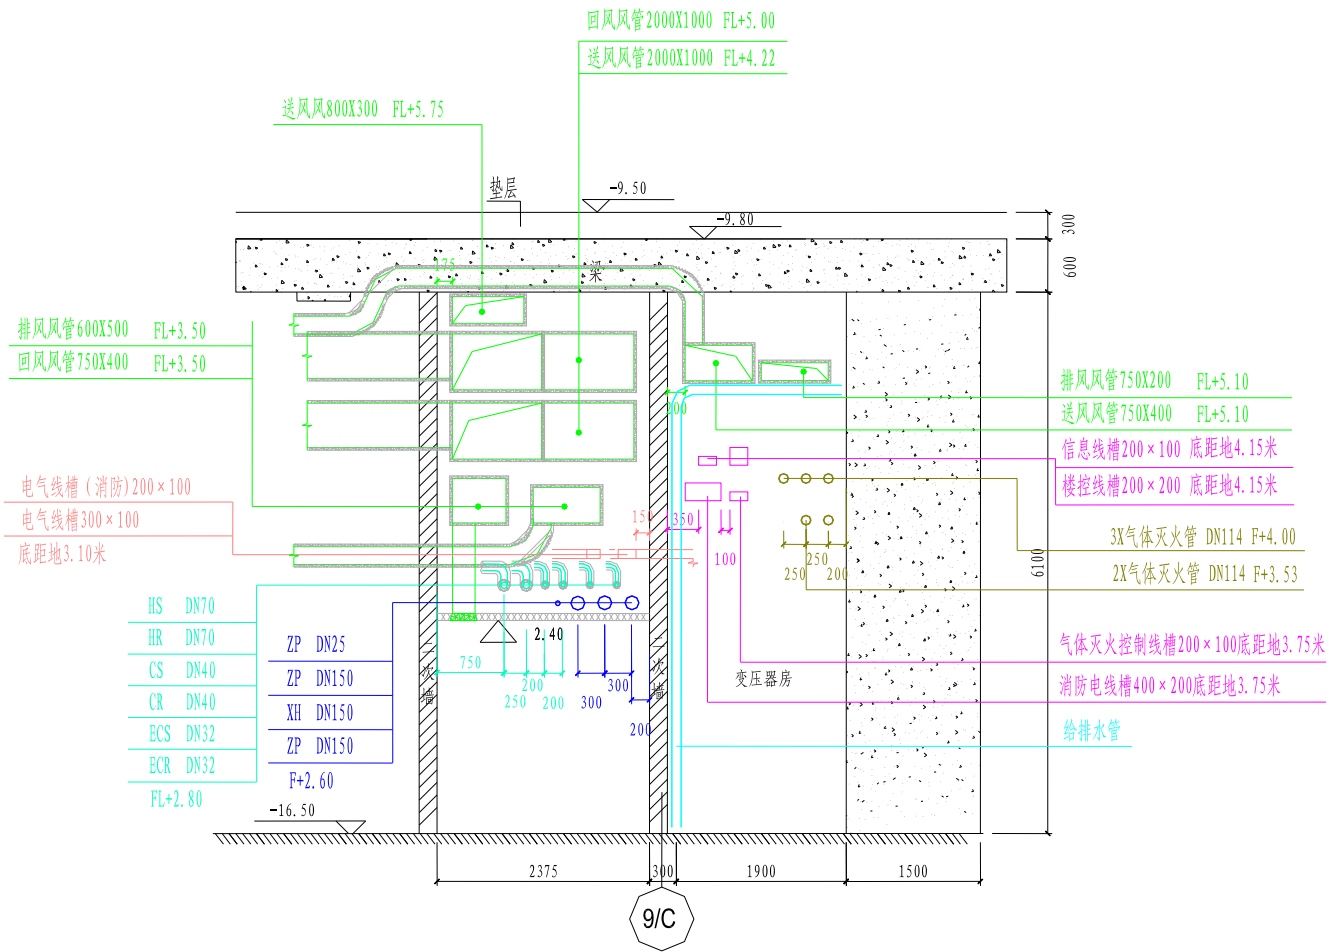 回风风管2000X1000 FL+5.00
送风风管2000X1000 FL+4.22
送风风800X300 FL+5.75
垫层
-9.50
-9.80
300
600
175
梁
排风风管600X500 FL+3.50
回风风管750X400 FL+3.50
200
排风风管750X200 FL+5.10
送风风管750X400 FL+5.10
信息线槽200×100 底距地4.15米
楼控线槽200×200 底距地4.15米
电气线槽(消防)200×100
电气线槽300×100
底距地3.10米
150
350
100
250
250
200
3X气体灭火管 DN114 F+4.00
2X气体灭火管 DN114 F+3.53
6100
HS DN70
HR DN70
CS DN40
CR DN40
ECS DN32
ECR DN32
FL+2.80
ZP DN25
ZP DN150
XH DN150
ZP DN150
F+2.60
2.40
750
200
250
200
300
300
200
二次墙
二次墙
变压器房
气体灭火控制线槽200×100底距地3.75米
消防电线槽400×200底距地3.75米
给排水管
-16.50
2375
300
1900
1500
9/C